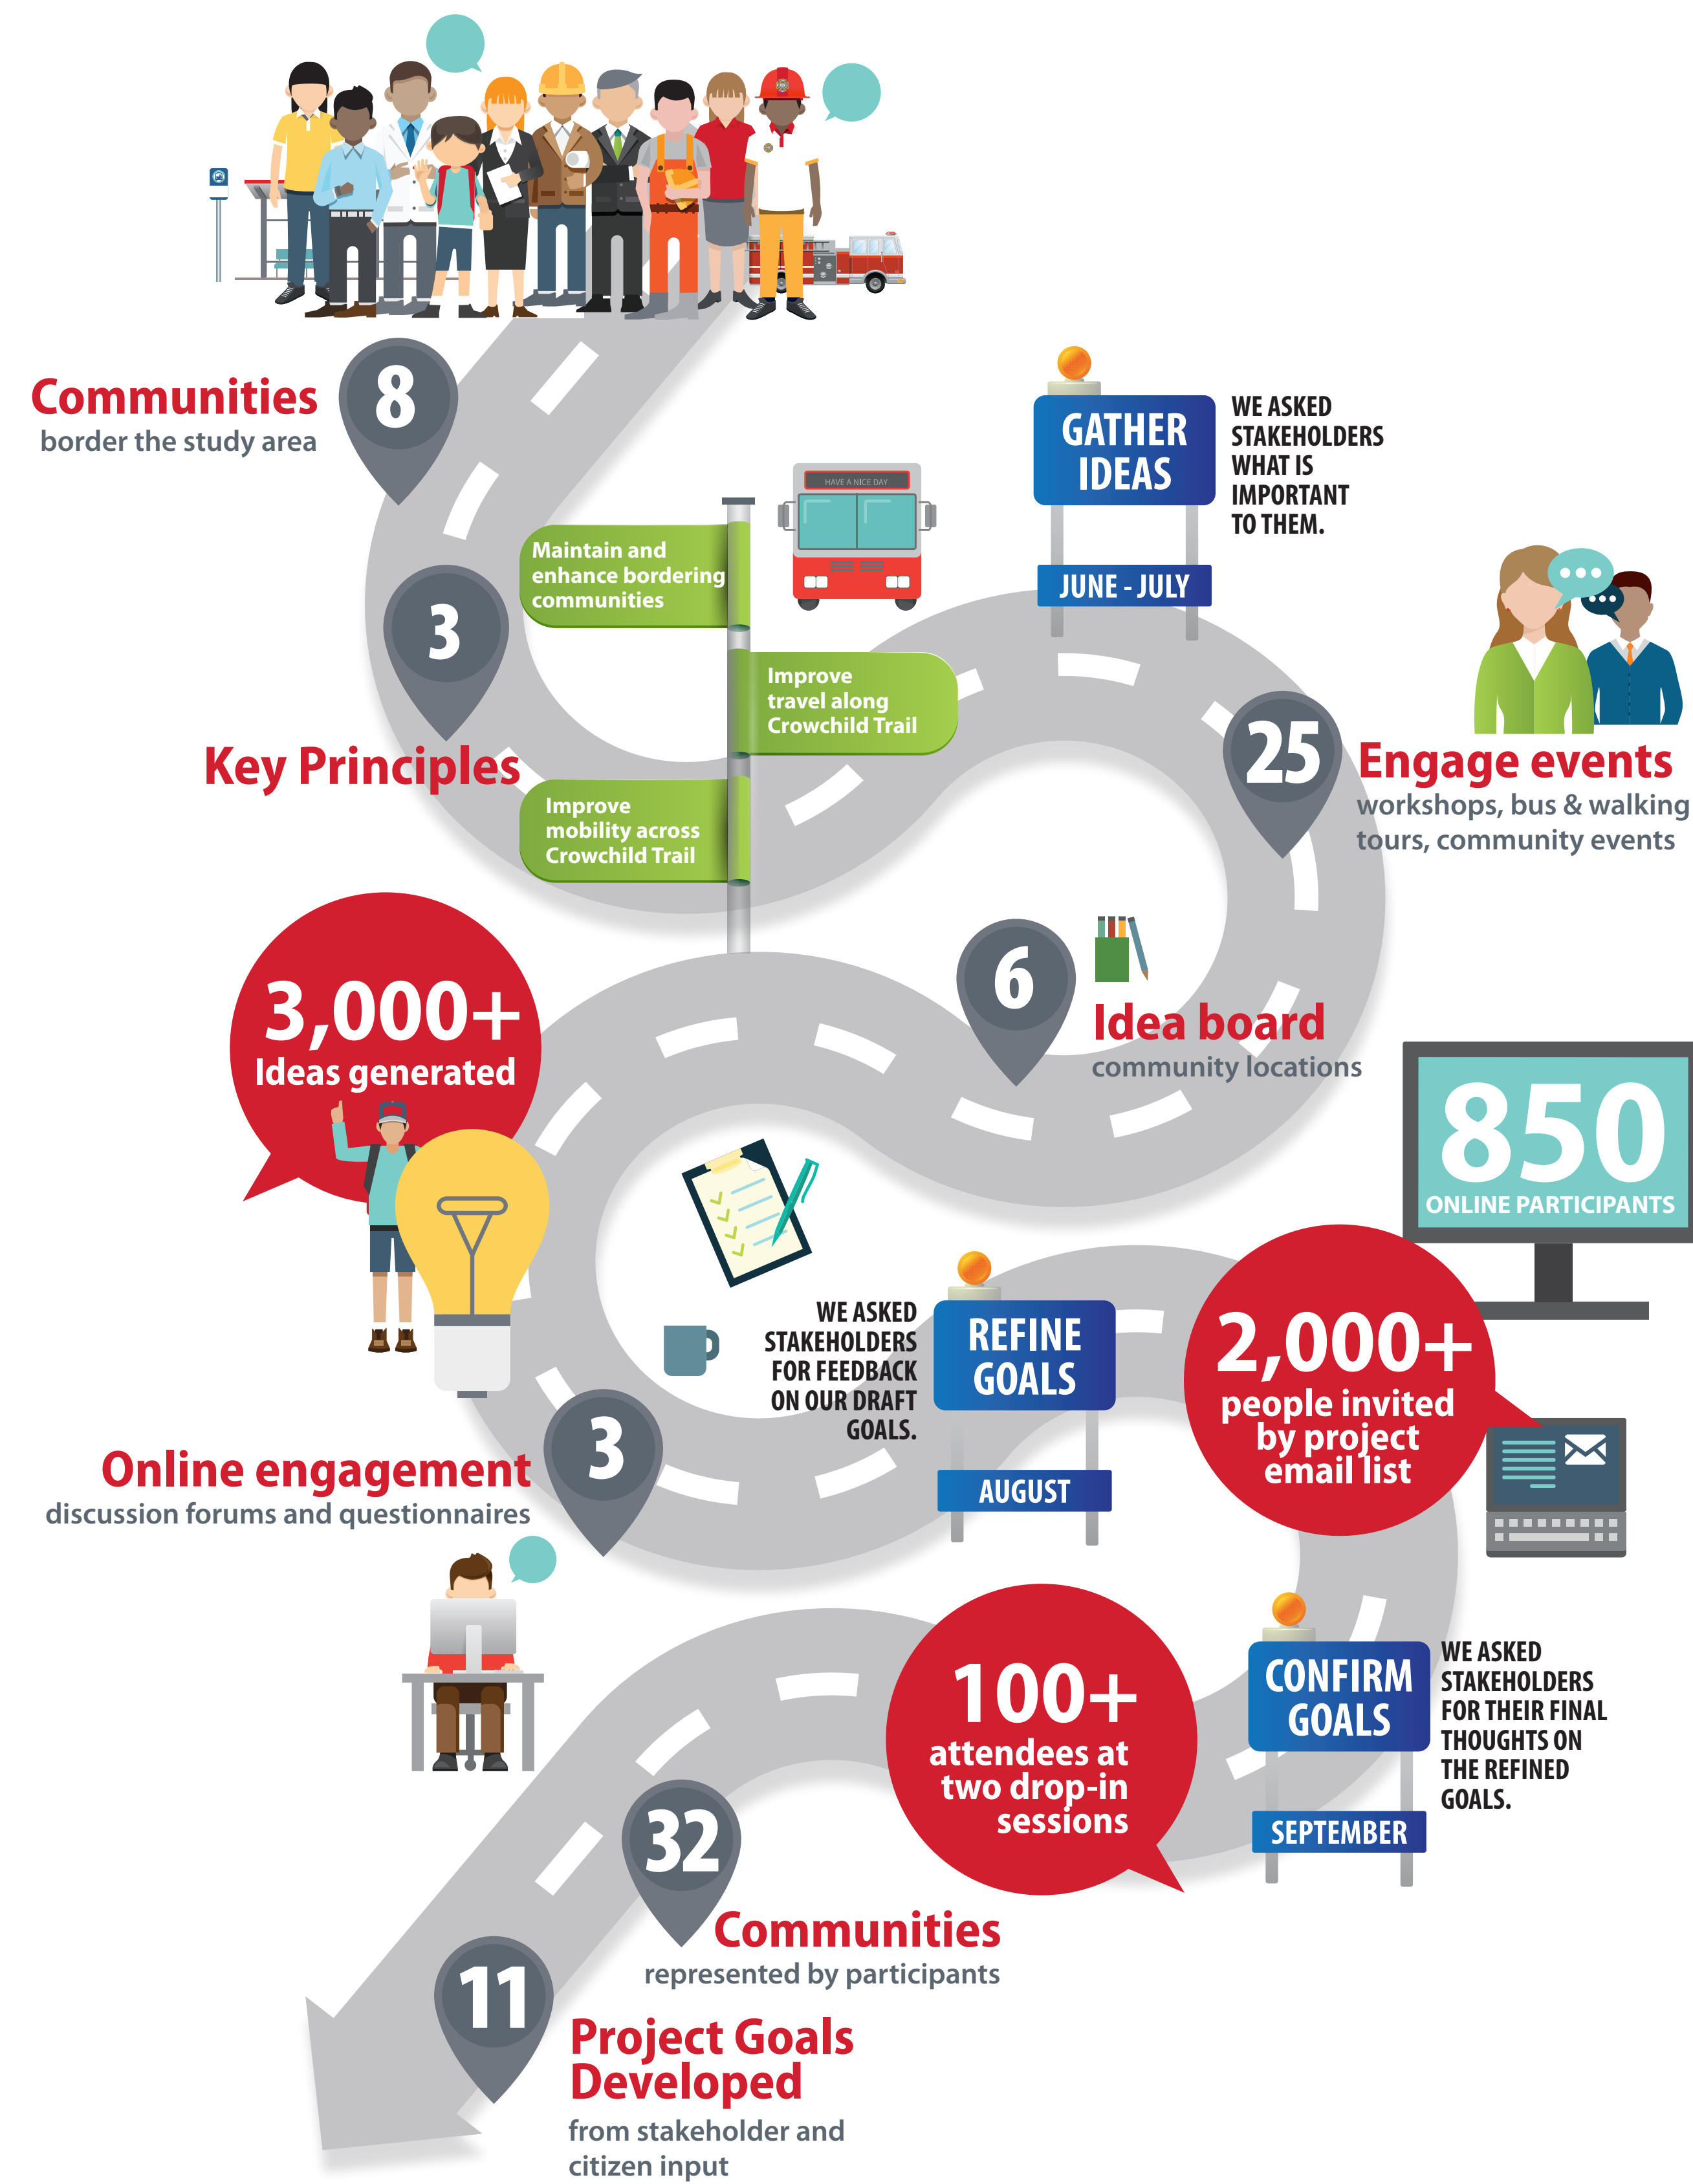 8
Communities
border the study area
GATHER
IDEAS
JUNE - JULY
WE ASKED
STAKEHOLDERS
WHAT IS
IMPORTANT
TO THEM.
HAVE A NICE DAY
3
Key Principles
Maintain and
enhance bordering
communities
Improve
travel along
Crowchild Trail
Improve
mobility across
Crowchild Trail
25
Engage events
workshops, bus & walking
tours, community events
6
Idea board
community locations
3,000+
Ideas generated
850
ONLINE PARTICIPANTS
3
Online engagement
discussion forums and questionnaires
WE ASKED
STAKEHOLDERS
FOR FEEDBACK
ON OUR DRAFT
GOALS.
REFINE
GOALS
AUGUST
2,000+
people invited
by project
email list
CONFIRM
GOALS
SEPTEMBER
WE ASKED
STAKEHOLDERS
FOR THEIR FINAL
THOUGHTS ON
THE REFINED
GOALS.
100+
attendees at
two drop-in
sessions
32
Communities
represented by participants
11
Project Goals
Developed
from stakeholder and
citizen input